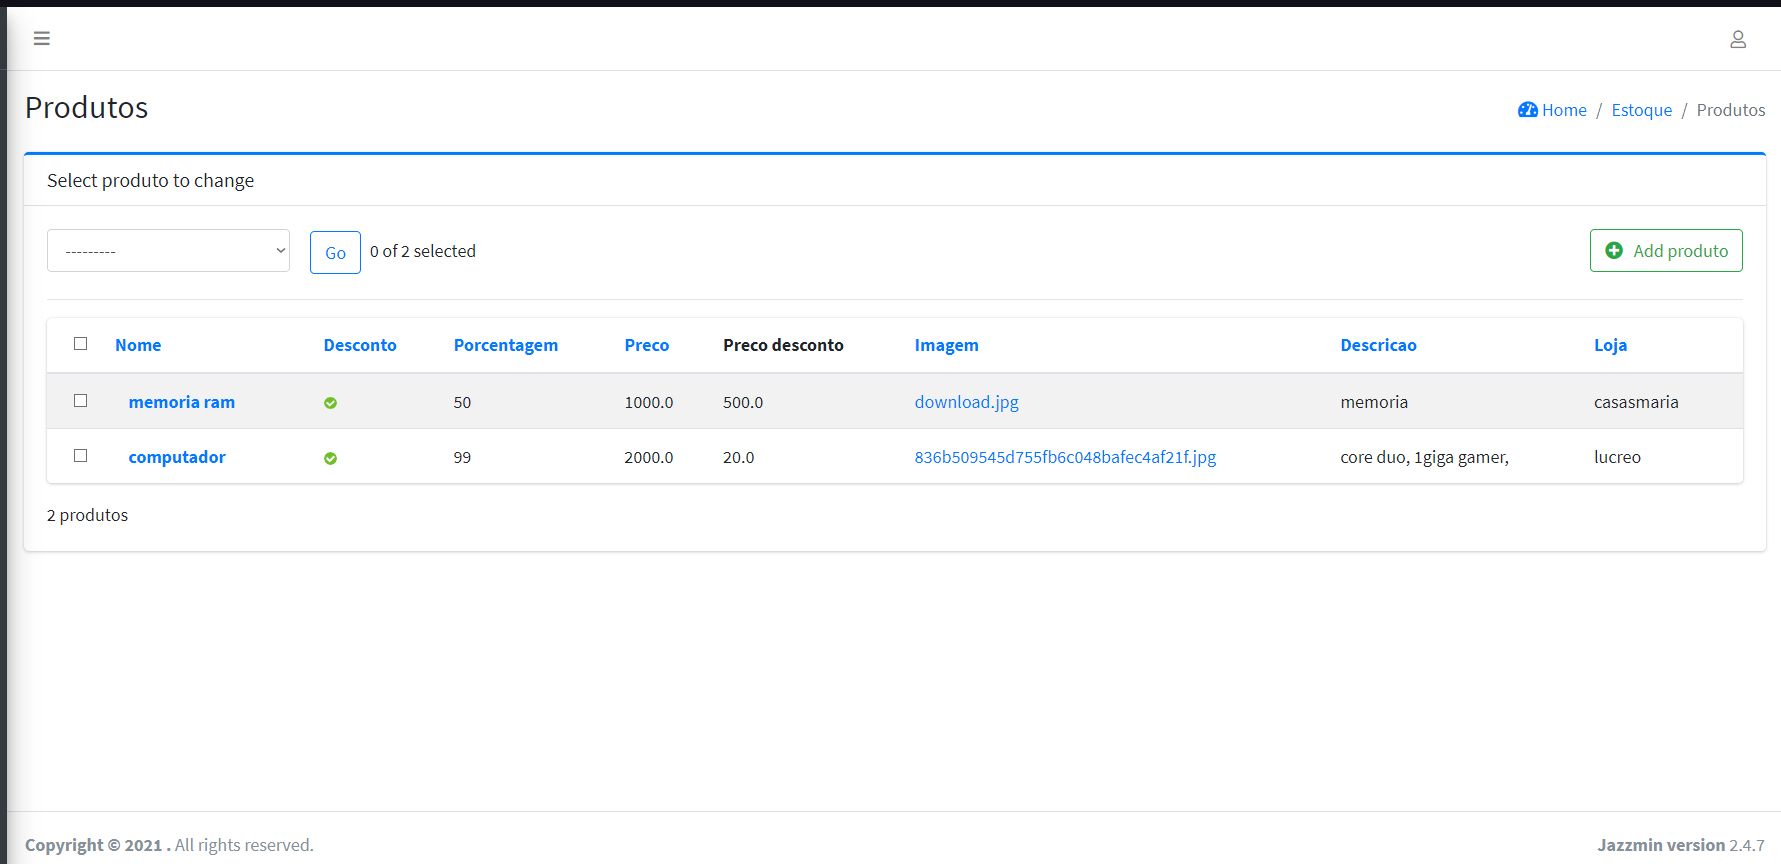 Produtos
Home / Estoque / Produtos
Select produto to change
---------
Go
0 of 2 selected
Add produto
Nome Desconto Porcentagem Preco Preco desconto Imagem Descricao Loja
memoria ram 50 1000.0 500.0 download.jpg memoria casasmaria
computador 99 2000.0 20.0 836b509545d755fb6c048bafec4af21f.jpg core duo, 1giga gamer, lucreo
2 produtos
Copyright © 2021 . All rights reserved.
Jazzmin version 2.4.7